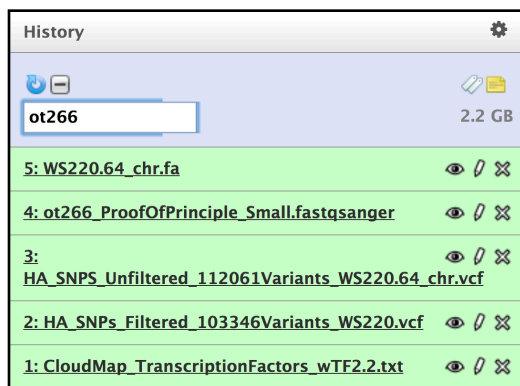 History
ot266
2.2 GB
5: WS220.64_chr.fa
4: ot266_ProofOfPrinciple_Small.fastqsanger
3:
HA_SNPS_Unfiltered_112061Variants_WS220.64_chr.vcf
2: HA_SNPs_Filtered_103346Variants_WS220.vcf
1: CloudMap_TranscriptionFactors_wTF2.2.txt